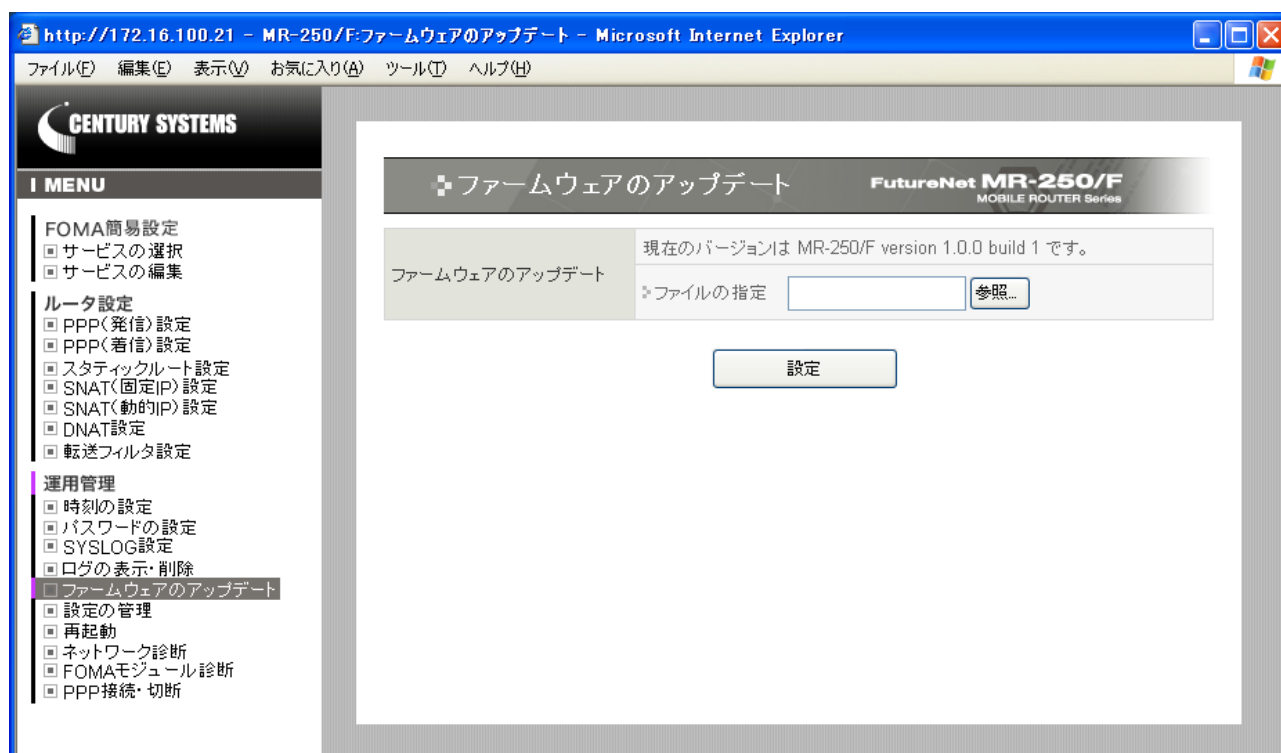 http://172.16.100.21 - MR-250/F:ファームウェアのアップデート - Microsoft Internet Explorer
ファイル(F) 編集(E) 表示(V) お気に入り(A) ツール(T) ヘルプ(H)
CENTURY SYSTEMS
MENU
FOMA簡易設定
サービスの選択
サービスの編集
ルータ設定
PPP(発信)設定
PPP(着信)設定
スタティックルート設定
SNAT(固定IP)設定
SNAT(動的IP)設定
DNAT設定
転送フィルタ設定
運用管理
時刻の設定
パスワードの設定
SYSLOG設定
ログの表示・削除
ファームウェアのアップデート
設定の管理
再起動
ネットワーク診断
FOMAモジュール診断
PPP接続・切断
ファームウェアのアップデート
FutureNet MR-250/F
MOBILE ROUTER Series
ファームウェアのアップデート
現在のバージョンは MR-250/F version 1.0.0 build 1 です。
ファイルの指定 参照...
設定